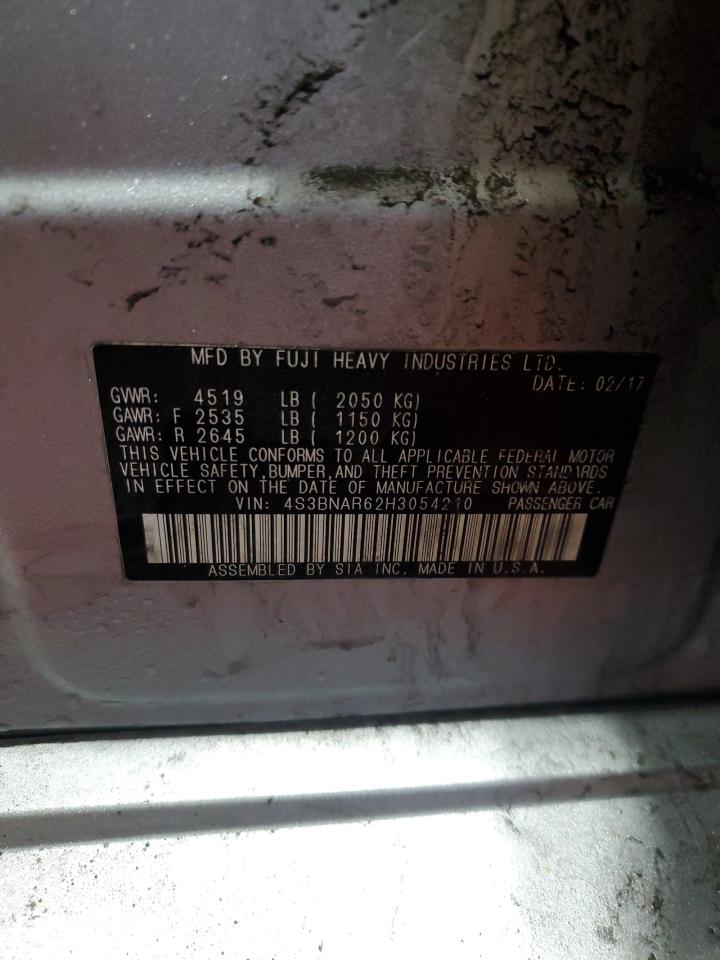 MFD BY FUJI HEAVY INDUSTRIES LTD.
DATE: 02/17
GVWR: 4519 LB ( 2050 KG)
GAWR: F 2535 LB ( 1150 KG)
GAWR: R 2645 LB ( 1200 KG)
THIS VEHICLE CONFORMS TO ALL APPLICABLE FEDERAL MOTOR
VEHICLE SAFETY,BUMPER,AND THEFT PREVENTION STANDARDS
IN EFFECT ON THE DATE OF MANUFACTURE SHOWN ABOVE.
VIN: 4S3BNAR62H3054210 PASSENGER CAR
ASSEMBLED BY SIA INC. MADE IN U.S.A.